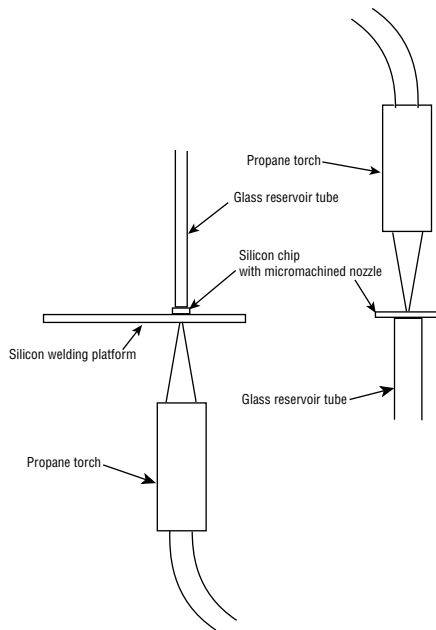 Propane torch
Glass reservoir tube
Silicon chip
with micromachined nozzle
Silicon welding platform
Glass reservoir tube
Propane torch